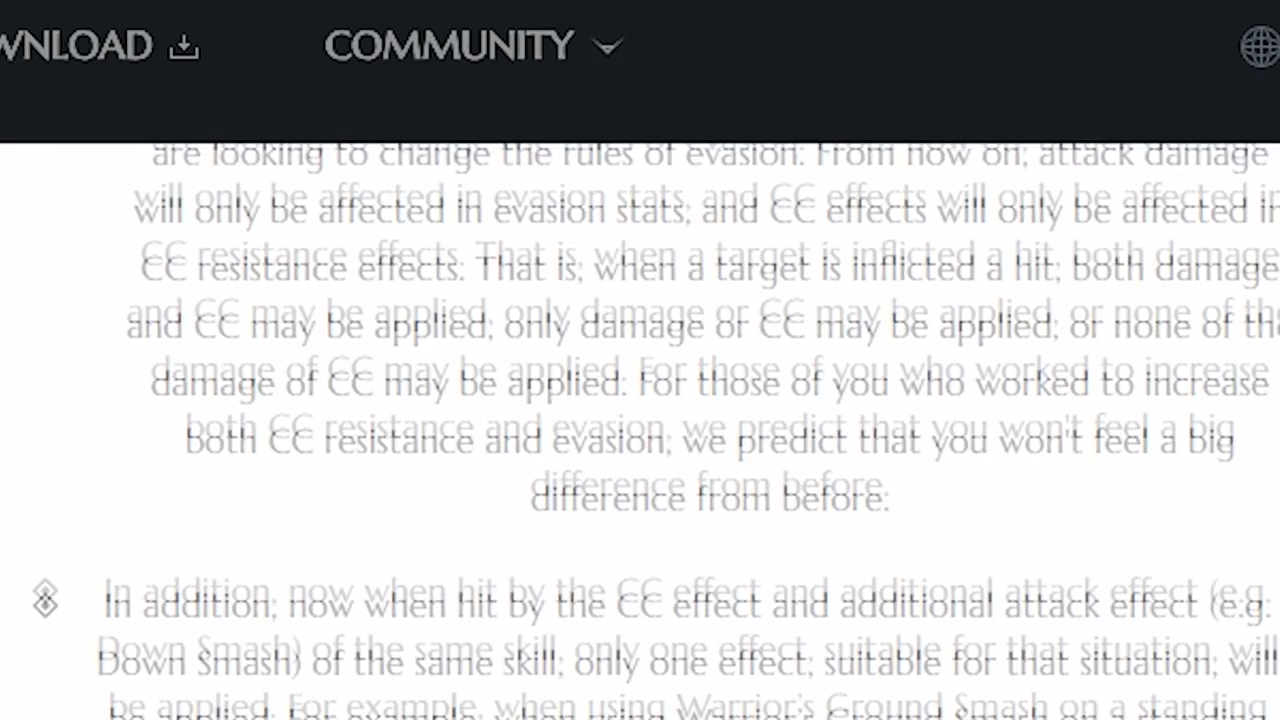 WNLOAD
COMMUNITY
are looking to change the rules of evasion. From now on, attack damage
will only be affected in evasion stats, and CC effects will only be affected in
CC resistance effects. That is, when a target is inflicted a hit, both damage
and CC may be applied, only damage or CC may be applied, or none of the
damage of CC may be applied. For those of you who worked to increase
both CC resistance and evasion, we predict that you won't feel a big
difference from before.
In addition, now when hit by the CC effect and additional attack effect (e.g.
Down Smash) of the same skill, only one effect, suitable for that situation, will
be applied. For example, when using Warrior's Ground Smash on a standing